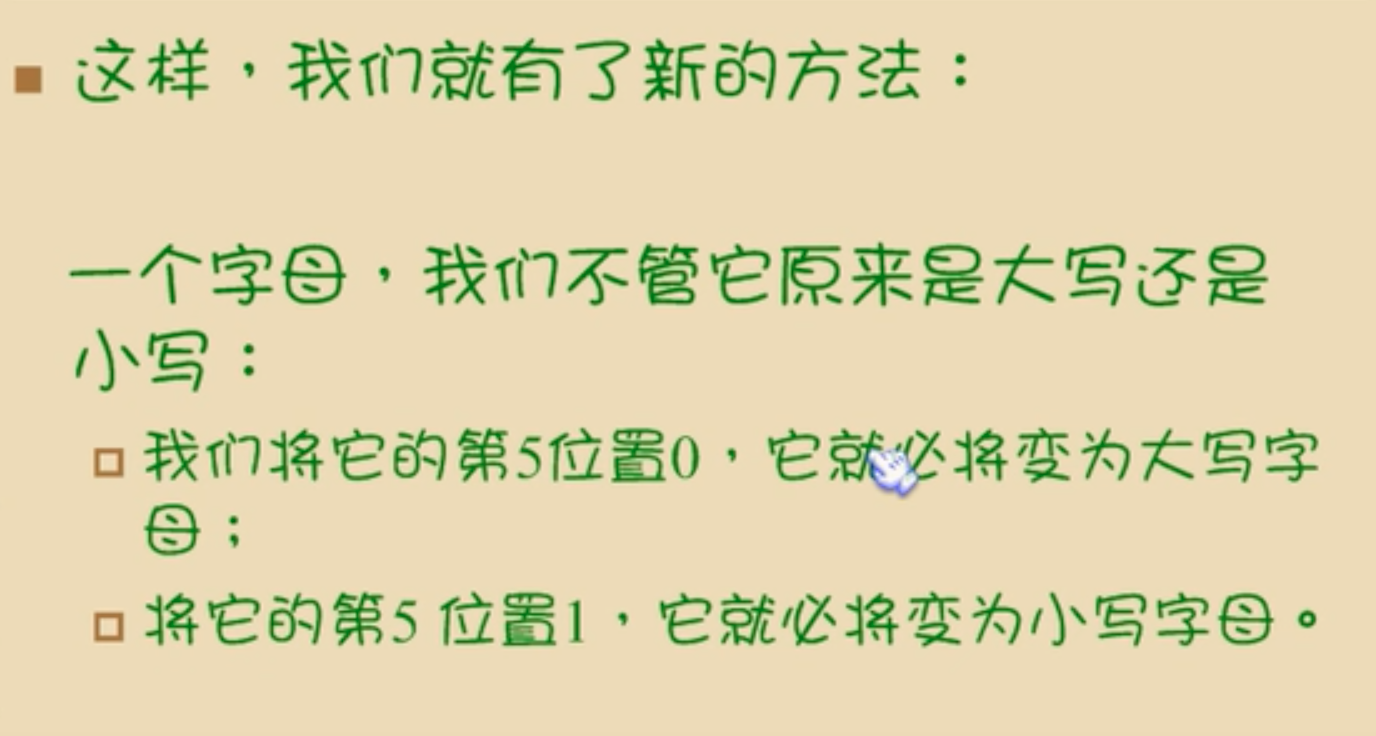 这样，我们就有了新的方法：
一个字母，我们不管它原来是大写还是
小写：
我们将它的第5位置0，它就必将变为大写字
母；
将它的第5 位置1，它就必将变为小写字母。